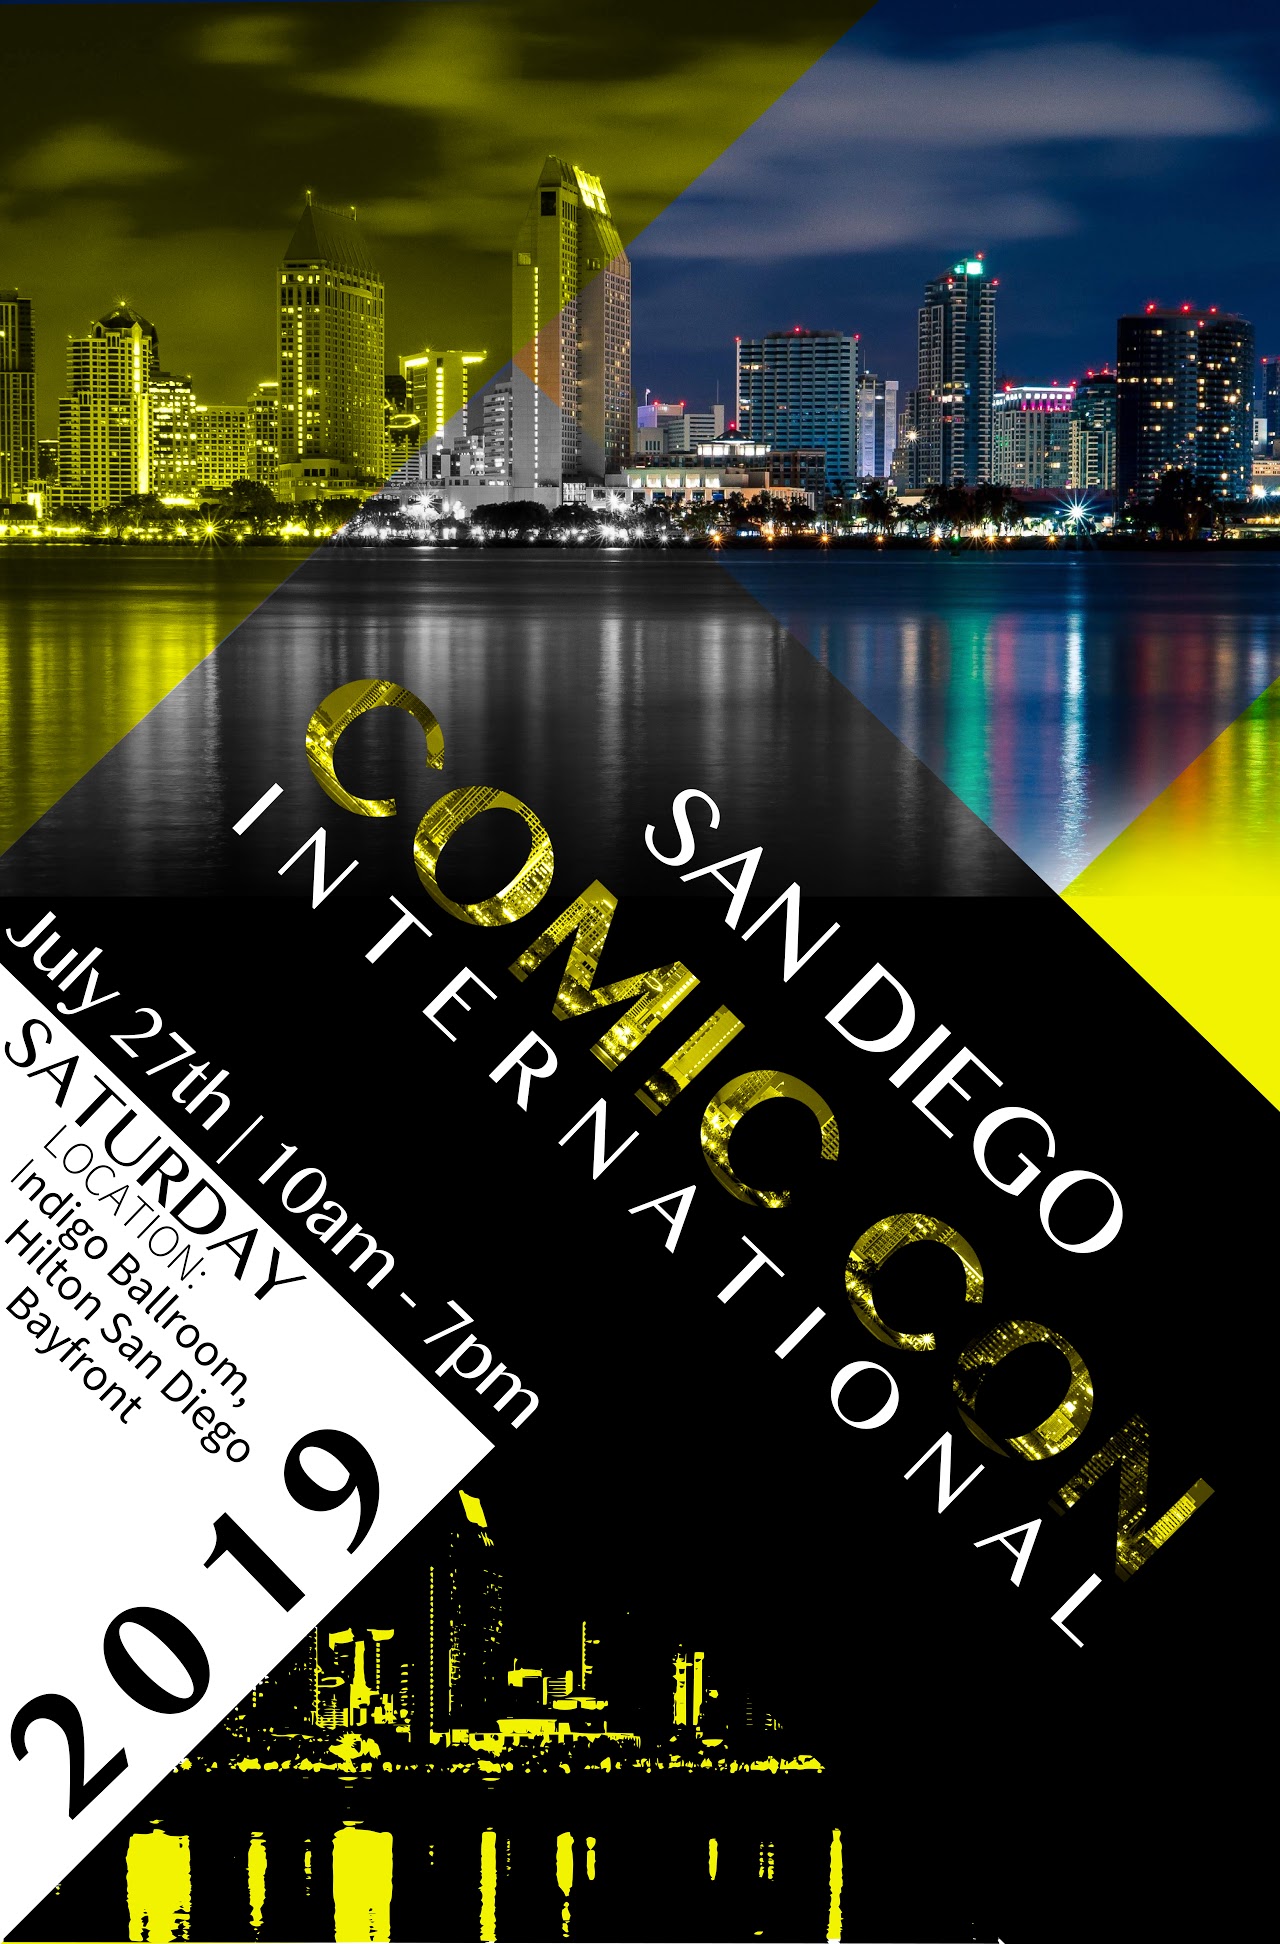 SAN DIEGO
COMIC CON
INTERNATIONAL
July 27th | 10am - 7pm
SATURDAY
LOCATION:
Indigo Ballroom,
Hilton San Diego
Bayfront
2019